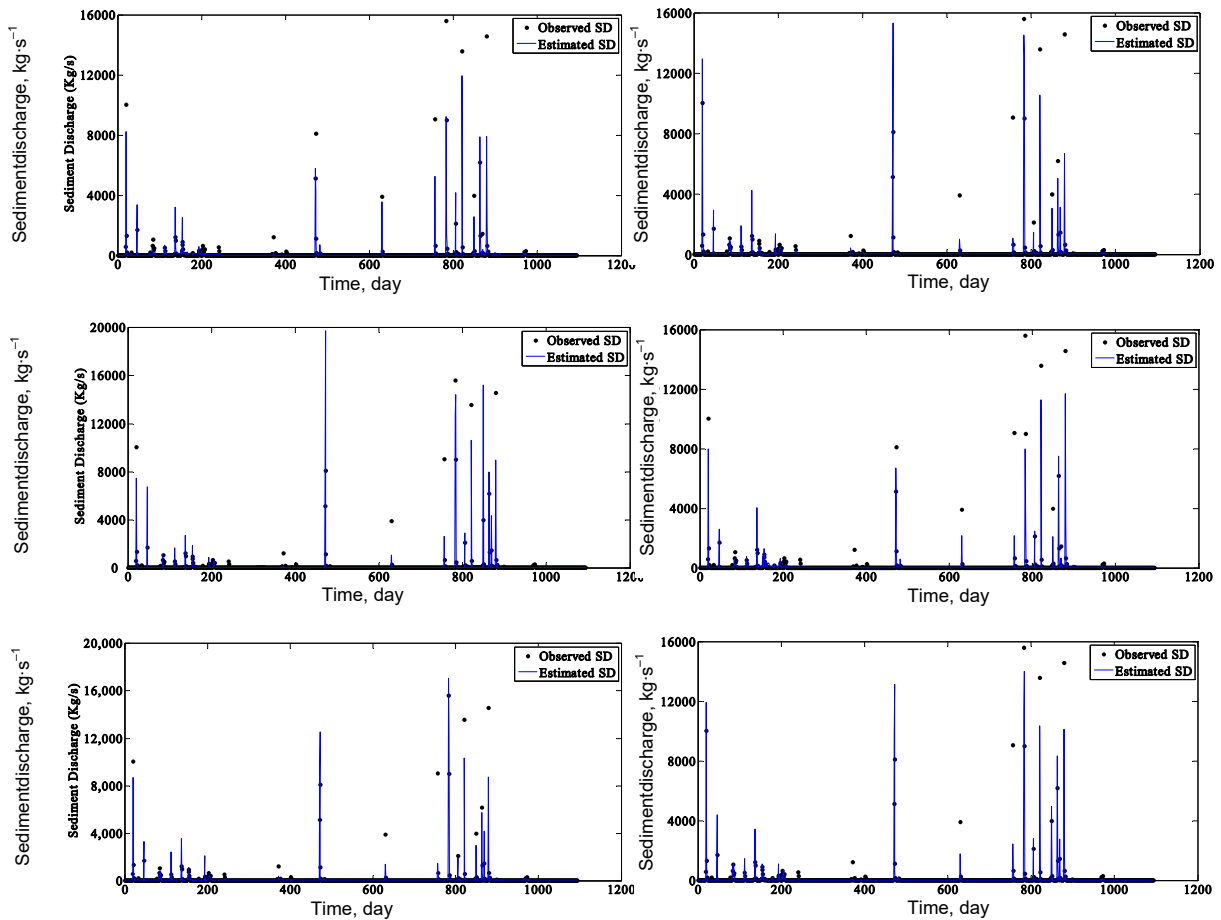 Sedimentdischarge, kg·s⁻¹
Sediment Discharge (Kg/s)
16000
12000
8000
4000
0
Observed SD
Estimated SD
0 200 400 600 800 1000 120
Time, day
Sedimentdischarge, kg·s⁻¹
16000
12000
8000
4000
0
Observed SD
Estimated SD
0 200 400 600 800 1000 1200
Time, day
Sedimentdischarge, kg·s⁻¹
Sediment Discharge (Kg/s)
20000
16000
12000
8000
4000
0
Observed SD
Estimated SD
0 200 400 600 800 1000 120
Time, day
Sedimentdischarge, kg·s⁻¹
16000
12000
8000
4000
0
Observed SD
Estimated SD
0 200 400 600 800 1000 1200
Time, day
Sedimentdischarge, kg·s⁻¹
Sediment Discharge (Kg/s)
20,000
16,000
12,000
8,000
4,000
0
Observed SD
Estimated SD
0 200 400 600 800 1000 1200
Time, day
Sedimentdischarge, kg·s⁻¹
16000
12000
8000
4000
0
Observed SD
Estimated SD
0 200 400 600 800 1000 1200
Time, day